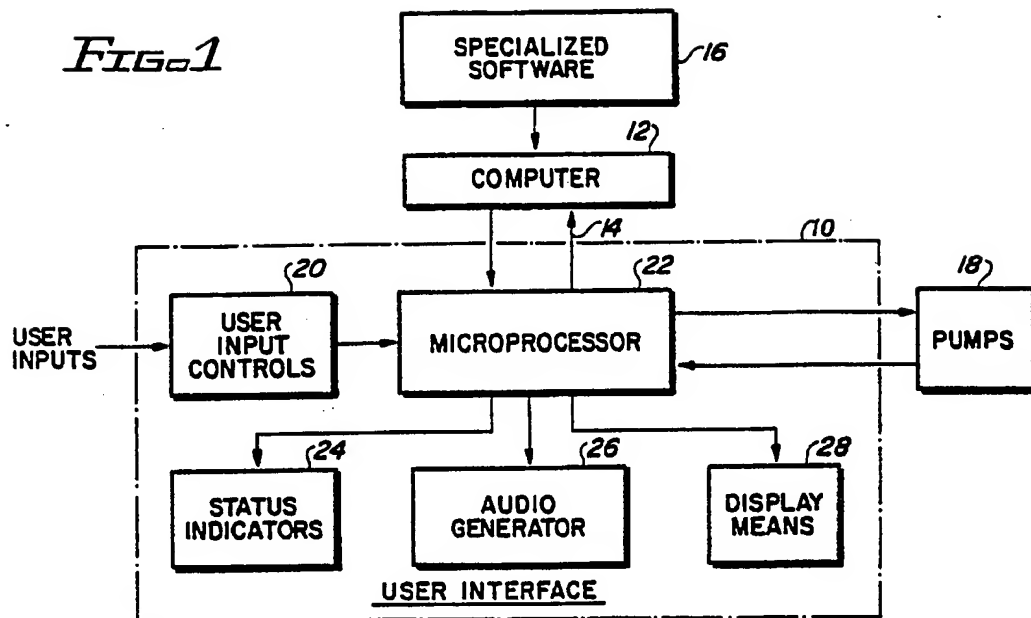 FIG. 1
SPECIALIZED
SOFTWARE
16
12
COMPUTER
14
10
20
22
18
USER
INPUTS
USER
INPUT
CONTROLS
MICROPROCESSOR
PUMPS
24
26
28
STATUS
INDICATORS
AUDIO
GENERATOR
DISPLAY
MEANS
USER INTERFACE